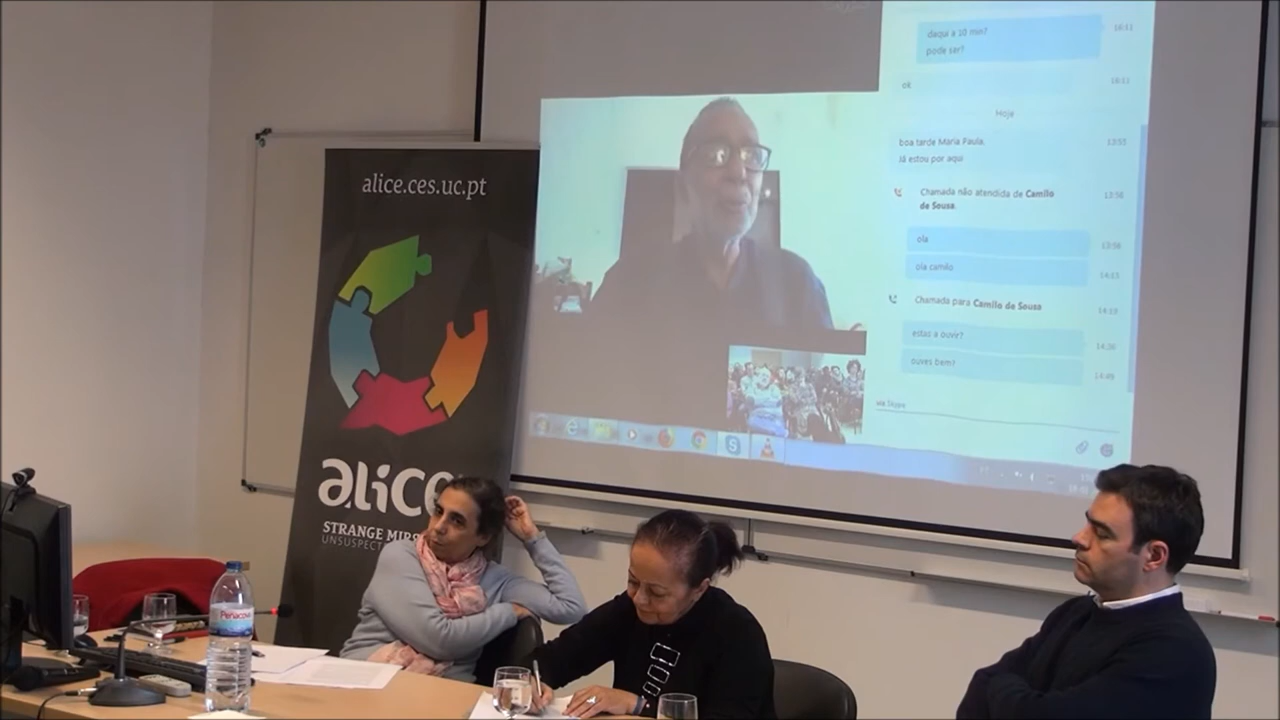 alice.ces.uc.pt
alice
STRANGE
UNSUSPECT
Penacova
daqui a 10 min?
16:11
pode ser?
ok
16:11
Hoje
boa tarde Maria Paula.
13:55
Já estou por aqui
Chamada não atendida de Camilo
13:56
de Sousa.
ola
13:56
ola camilo
14:13
Chamada para Camilo de Sousa
14:13
estas a ouvir?
14:36
ouves bem?
14:49
via Skype